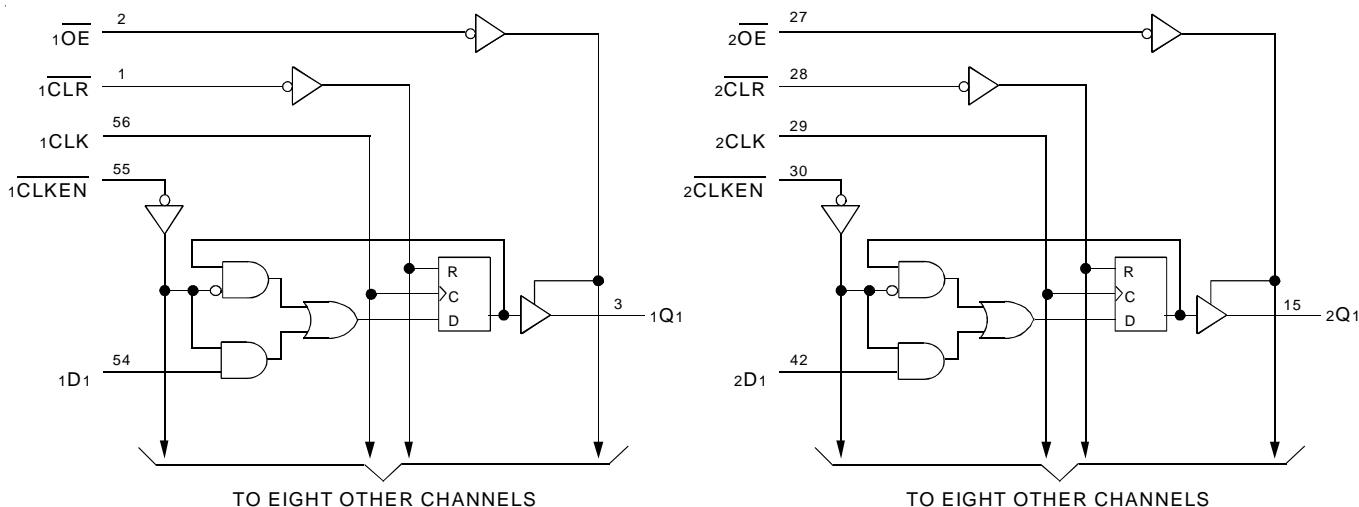 1OE 2
1CLR 1
1CLK 56
1CLKEN 55
R
C
D
3 1Q1
1D1 54
TO EIGHT OTHER CHANNELS
2OE 27
2CLR 28
2CLK 29
2CLKEN 30
R
C
D
15 2Q1
2D1 42
TO EIGHT OTHER CHANNELS